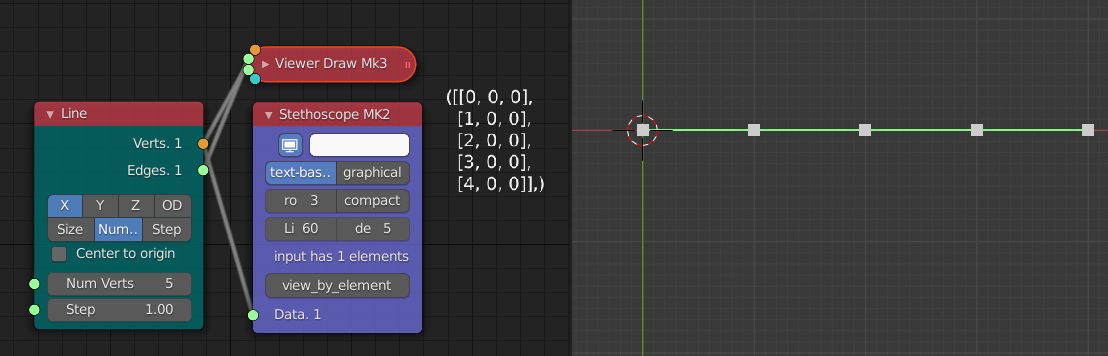 Viewer Draw Mk3
Line
Verts. 1
Edges. 1
X Y Z OD
Size Num.. Step
Center to origin
Num Verts 5
Step 1.00
Stethoscope MK2
text-bas.. graphical
ro 3 compact
Li 60 de 5
input has 1 elements
view_by_element
Data. 1
([[0, 0, 0],
[1, 0, 0],
[2, 0, 0],
[3, 0, 0],
[4, 0, 0]],)